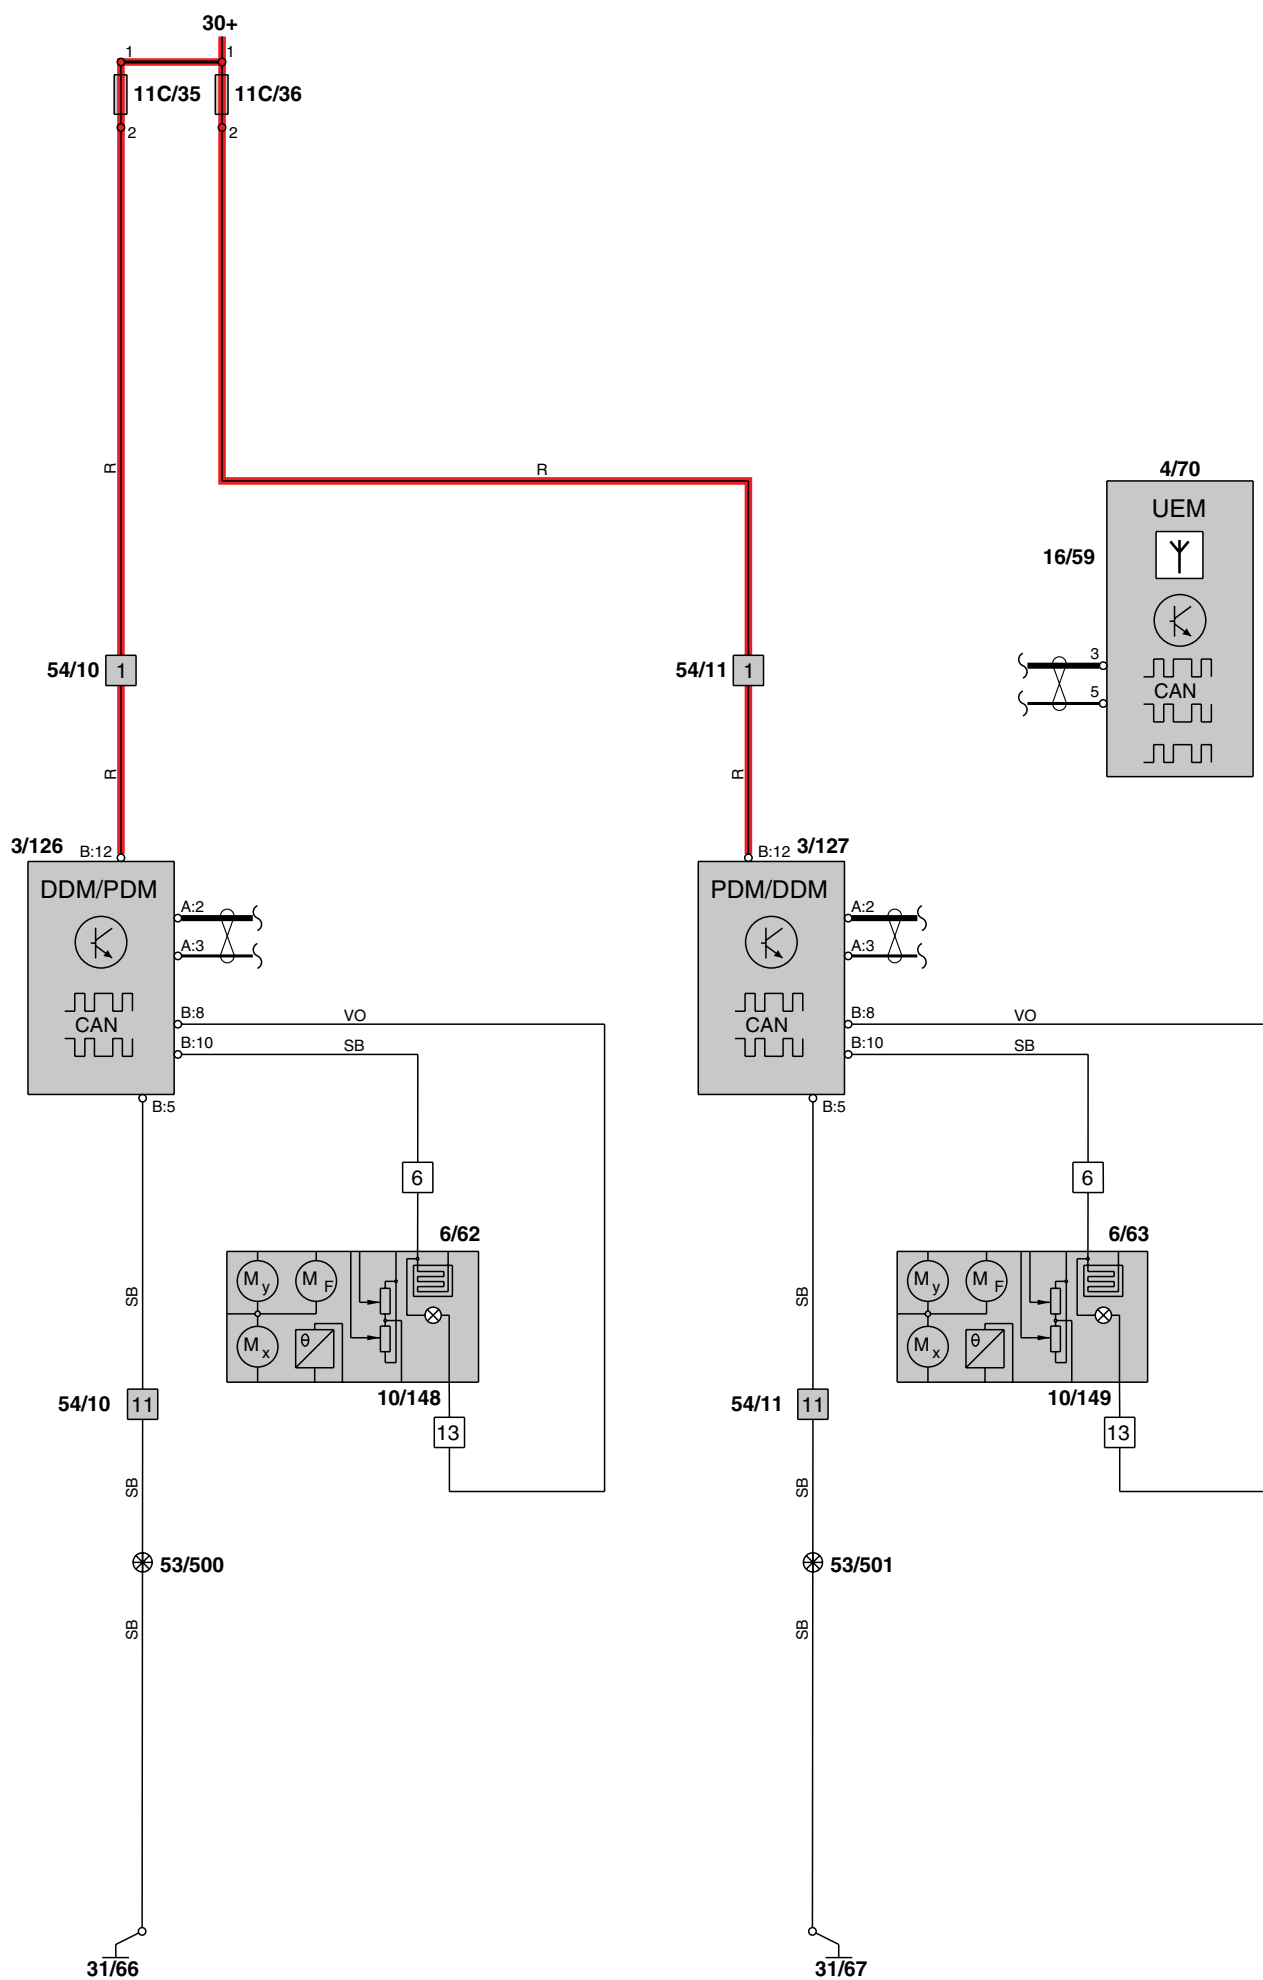 30+
1
1
11C/35
11C/36
2
2
R
R
4/70
UEM
16/59
3
CAN
5
54/10
1
54/11
1
R
R
3/126
B:12
B:12
3/127
DDM/PDM
A:2
A:3
CAN
B:8
VO
B:10
SB
B:5
PDM/DDM
A:2
A:3
CAN
B:8
VO
B:10
SB
B:5
6
6
6/62
6/63
My
MF
Mx
θ
My
MF
Mx
θ
SB
SB
10/148
10/149
54/10
11
54/11
11
13
13
SB
SB
53/500
53/501
SB
SB
31/66
31/67